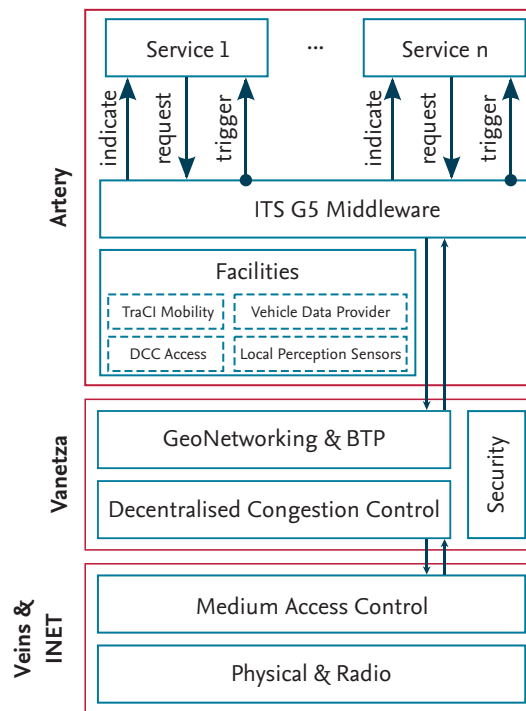 Service 1
...
Service n
indicate
request
trigger
indicate
request
trigger
Artery
ITS G5 Middleware
Facilities
TraCI Mobility
Vehicle Data Provider
DCC Access
Local Perception Sensors
Vanetza
GeoNetworking & BTP
Security
Decentralised Congestion Control
Veins &
INET
Medium Access Control
Physical & Radio